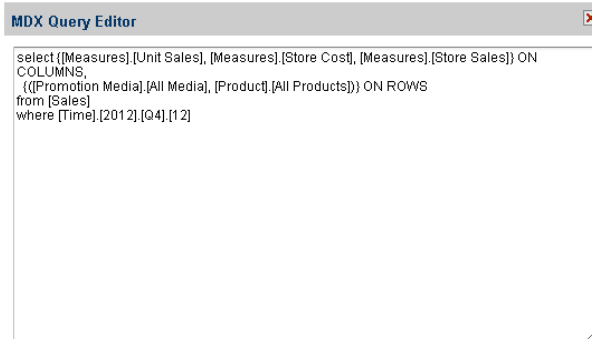 MDX Query Editor
select {[Measures].[Unit Sales], [Measures].[Store Cost], [Measures].[Store Sales]} ON
COLUMNS,
{([Promotion Media].[All Media], [Product].[All Products])} ON ROWS
from [Sales]
where [Time].[2012].[Q4].[12]